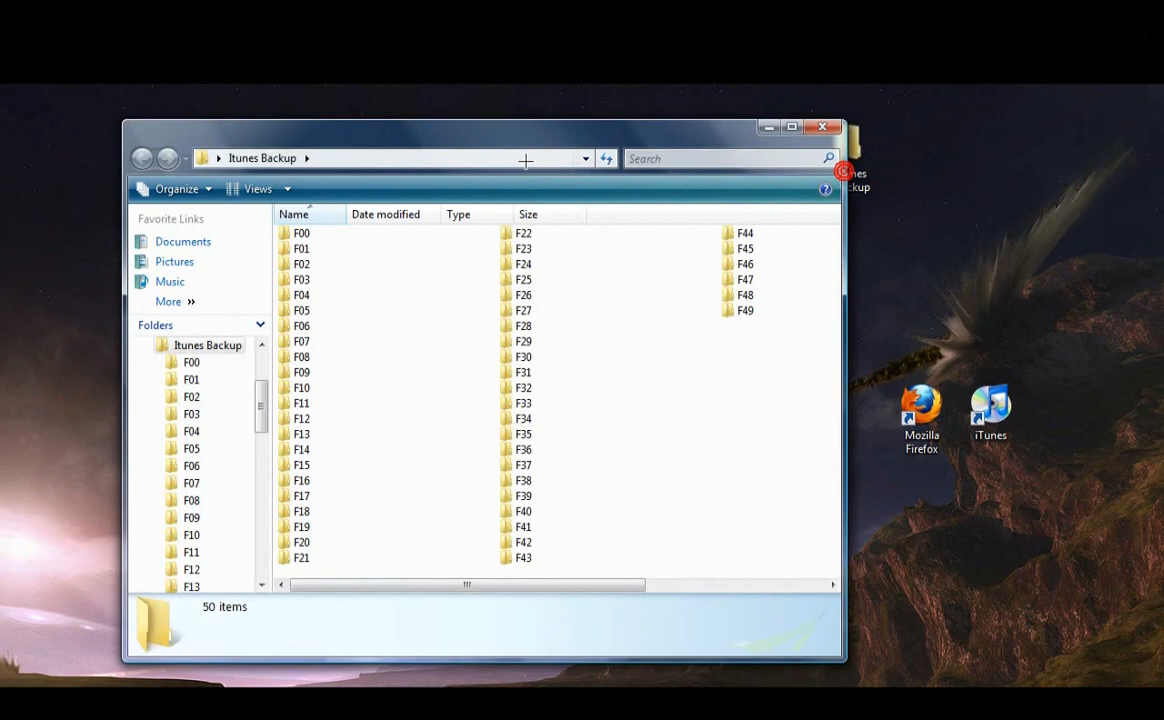 Itunes Backup
Search
Organize
Views
Favorite Links
Documents
Pictures
Music
More
Folders
Itunes Backup
F00
F01
F02
F03
F04
F05
F06
F07
F08
F09
F10
F11
F12
F13
Name
Date modified
Type
Size
F00
F01
F02
F03
F04
F05
F06
F07
F08
F09
F10
F11
F12
F13
F14
F15
F16
F17
F18
F19
F20
F21
F22
F23
F24
F25
F26
F27
F28
F29
F30
F31
F32
F33
F34
F35
F36
F37
F38
F39
F40
F41
F42
F43
F44
F45
F46
F47
F48
F49
50 items
nes
ckup
Mozilla
Firefox
iTunes